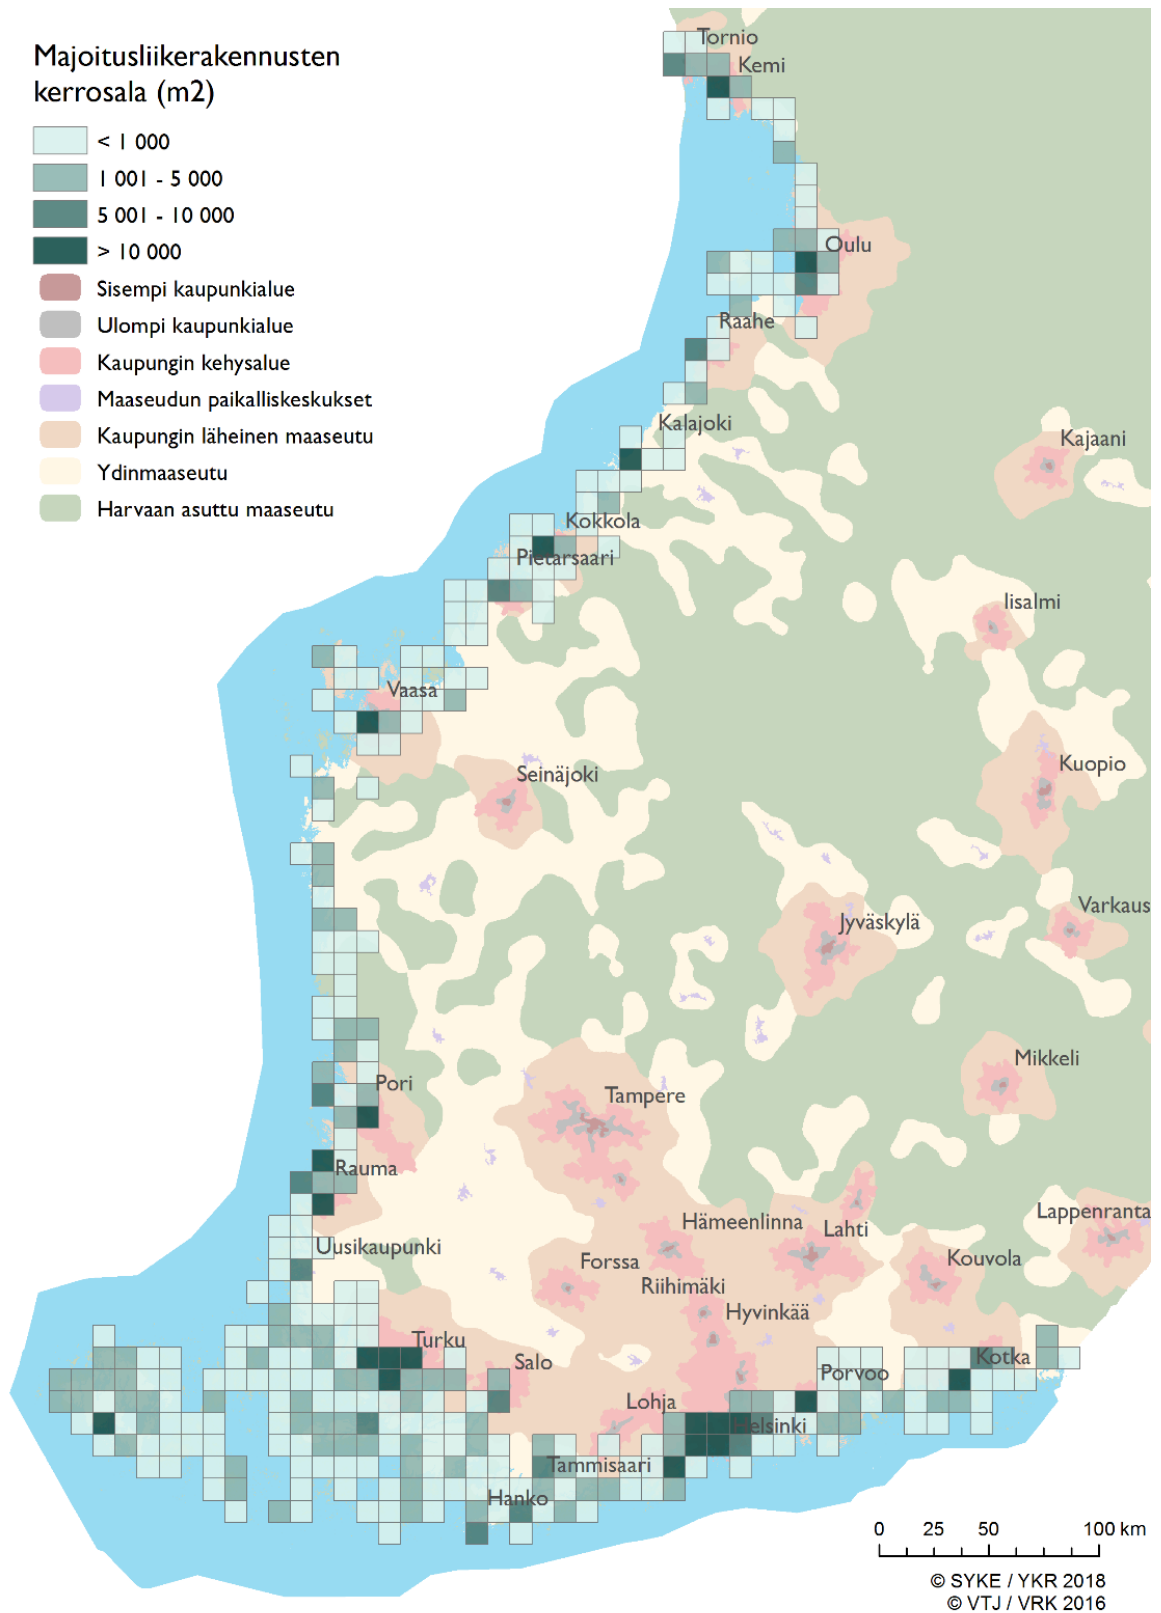 Majoitusliikerakennusten
kerrosala (m2)
< 1 000
1 001 - 5 000
5 001 - 10 000
> 10 000
Sisempi kaupunkialue
Ulompi kaupunkialue
Kaupungin kehysalue
Maaseudun paikalliskeskukset
Kaupungin läheinen maaseutu
Ydinmaaseutu
Harvaan asuttu maaseutu
Tornio
Kemi
Oulu
Raahe
Kalajoki
Kajaani
Kokkola
Pietarsaari
Iisalmi
Vaasa
Seinäjoki
Kuopio
Varkaus
Jyväskylä
Mikkeli
Pori
Tampere
Rauma
Lappenranta
Hämeenlinna
Lahti
Uusikaupunki
Forssa
Kouvola
Riihimäki
Hyvinkää
Turku
Salo
Kotka
Porvoo
Lohja
Helsinki
Tammisaari
Hanko
0 25 50 100 km
© SYKE / YKR 2018
© VTJ / VRK 2016